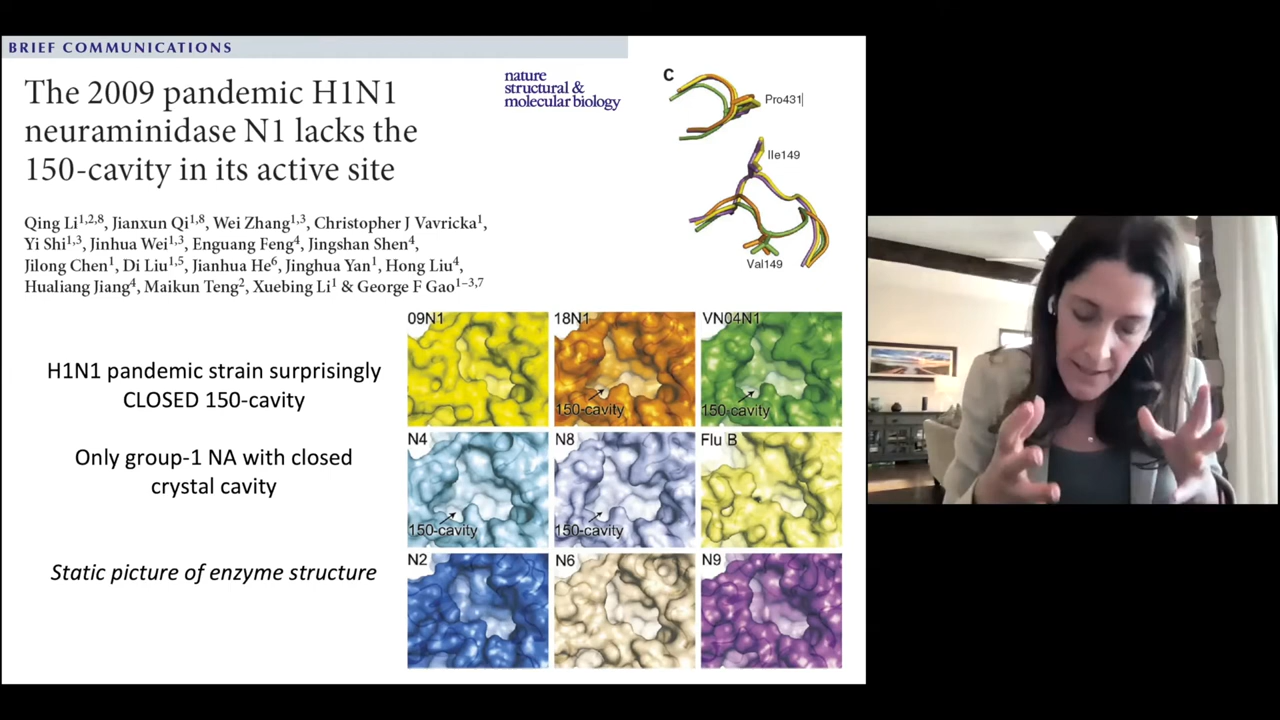 BRIEF COMMUNICATIONS
The 2009 pandemic H1N1
neuraminidase N1 lacks the
150-cavity in its active site
nature
structural &
molecular biology
Qing Li1,2,8, Jianxun Qi1,8, Wei Zhang1,3, Christopher J Vavricka1,
Yi Shi1,3, Jinhua Wei1,3, Enguang Feng4, Jingshan Shen4,
Jilong Chen1, Di Liu1,5, Jianhua He6, Jinghua Yan1, Hong Liu4,
Hualiang Jiang4, Maikun Teng2, Xuebing Li1 & George F Gao1–3,7
C
Pro431
Ile149
Val149
H1N1 pandemic strain surprisingly
CLOSED 150-cavity
Only group-1 NA with closed
crystal cavity
Static picture of enzyme structure
09N1
18N1
150-cavity
VN04N1
150-cavity
N4
150-cavity
N8
150-cavity
Flu B
N2
N6
N9